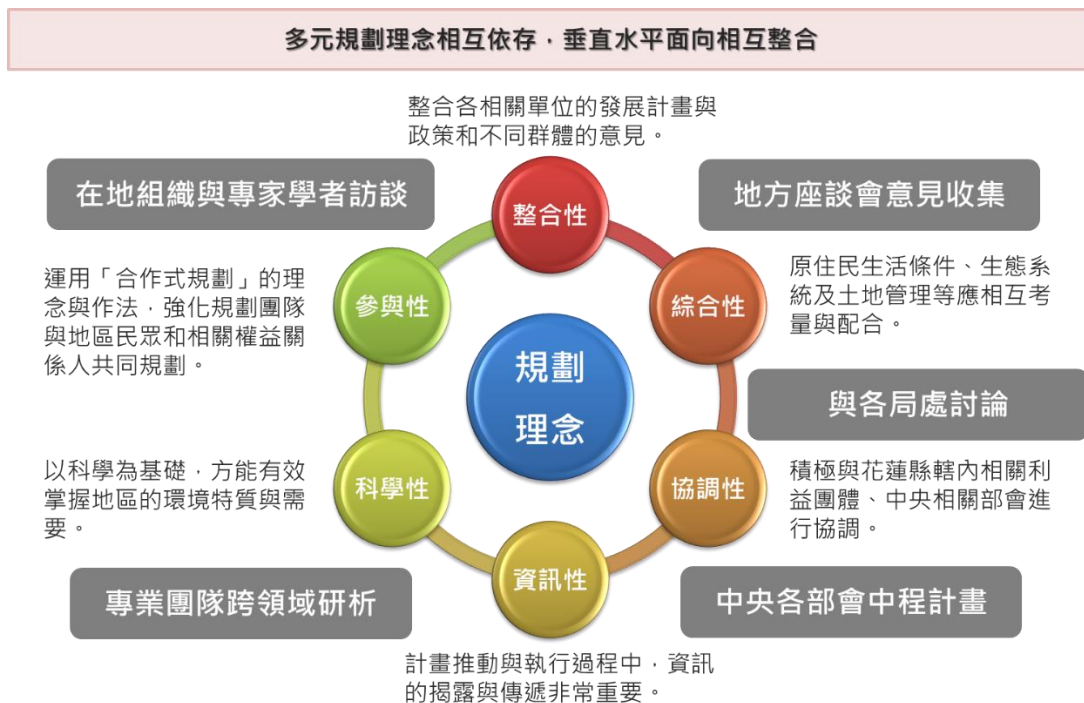 多元規劃理念相互依存，垂直水平面向相互整合
整合各相關單位的發展計畫與
政策和不同群體的意見。
在地組織與專家學者訪談
地方座談會意見收集
整合性
參與性
綜合性
運用「合作式規劃」的理
念與作法，強化規劃團隊
與地區民眾和相關權益關
係人共同規劃。
原住民生活條件、生態系
統及土地管理等應相互考
量與配合。
規劃
理念
與各局處討論
以科學為基礎，方能有效
掌握地區的環境特質與需
要。
科學性
協調性
積極與花蓮縣轄內相關利
益團體、中央相關部會進
行協調。
資訊性
專業團隊跨領域研析
中央各部會中程計畫
計畫推動與執行過程中，資訊
的揭露與傳遞非常重要。